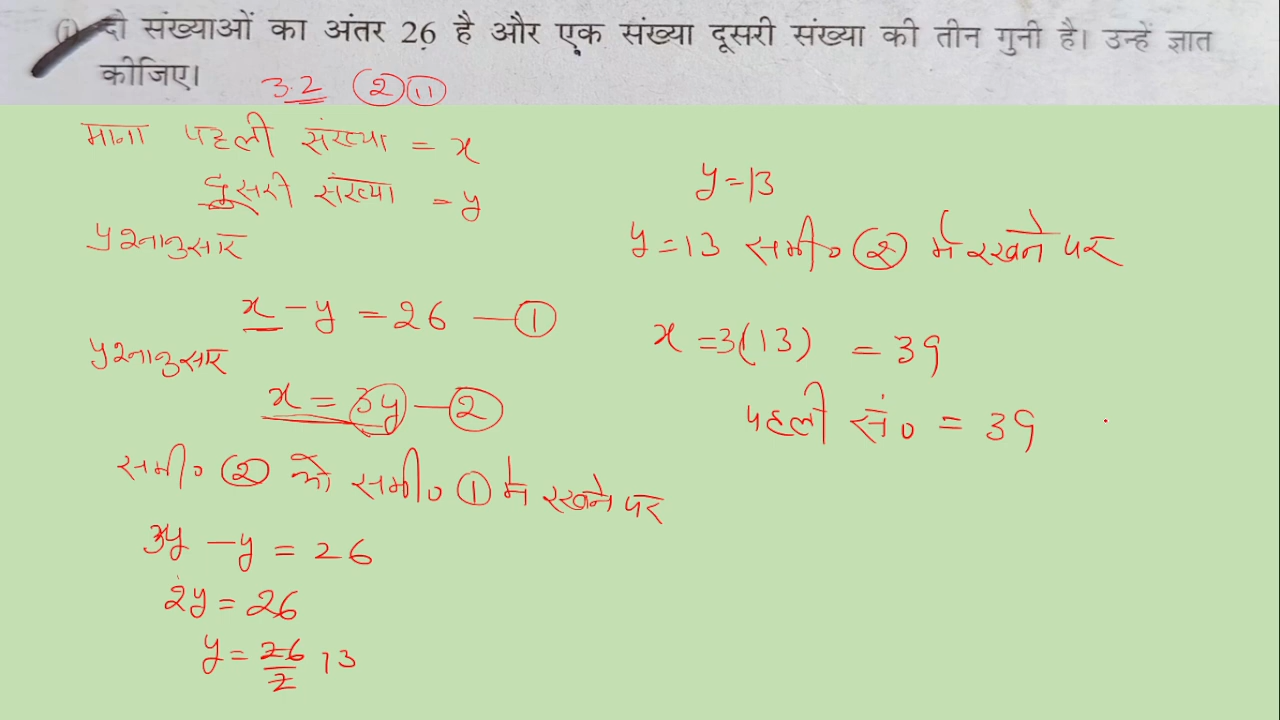 (i) दो संख्याओं का अंतर 26 है और एक संख्या दूसरी संख्या की तीन गुनी है। उन्हें ज्ञात
कीजिए।
3.2 (2) (ii)
माना पहली संख्या = x
दूसरी संख्या = y
प्रश्नानुसार
x - y = 26 — ①
प्रश्नानुसार
x = 3y — ②
समी० ② को समी० ① में रखने पर
3y - y = 26
2y = 26
y = 26/2 13
y = 13
y = 13 समी० ② में रखने पर
x = 3(13) = 39
पहली सं० = 39